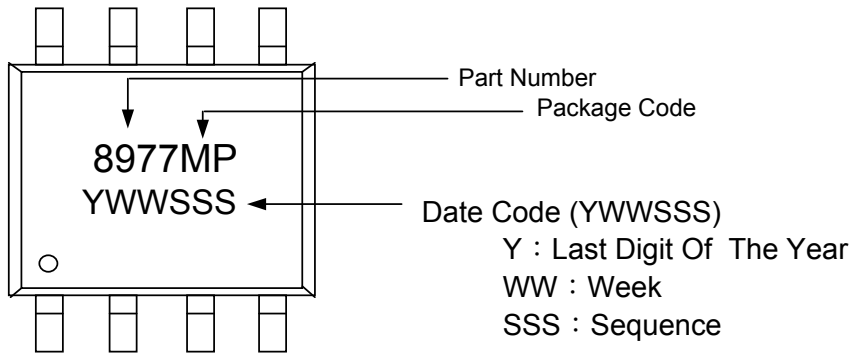 Part Number
Package Code
8977MP
YWWSSS
Date Code (YWWSSS)
Y：Last Digit Of The Year
WW：Week
SSS：Sequence